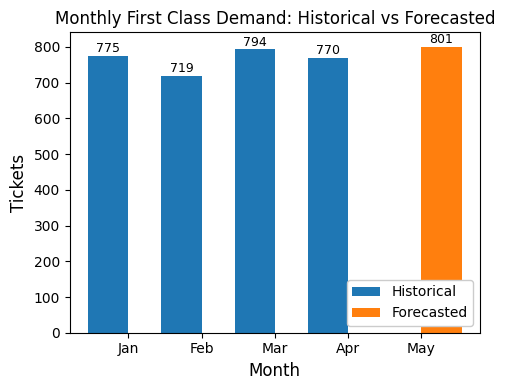 Monthly First Class Demand: Historical vs Forecasted
800
700
600
500
400
300
200
100
0
Tickets
775
719
794
770
801
Historical
Forecasted
Jan
Feb
Mar
Apr
May
Month